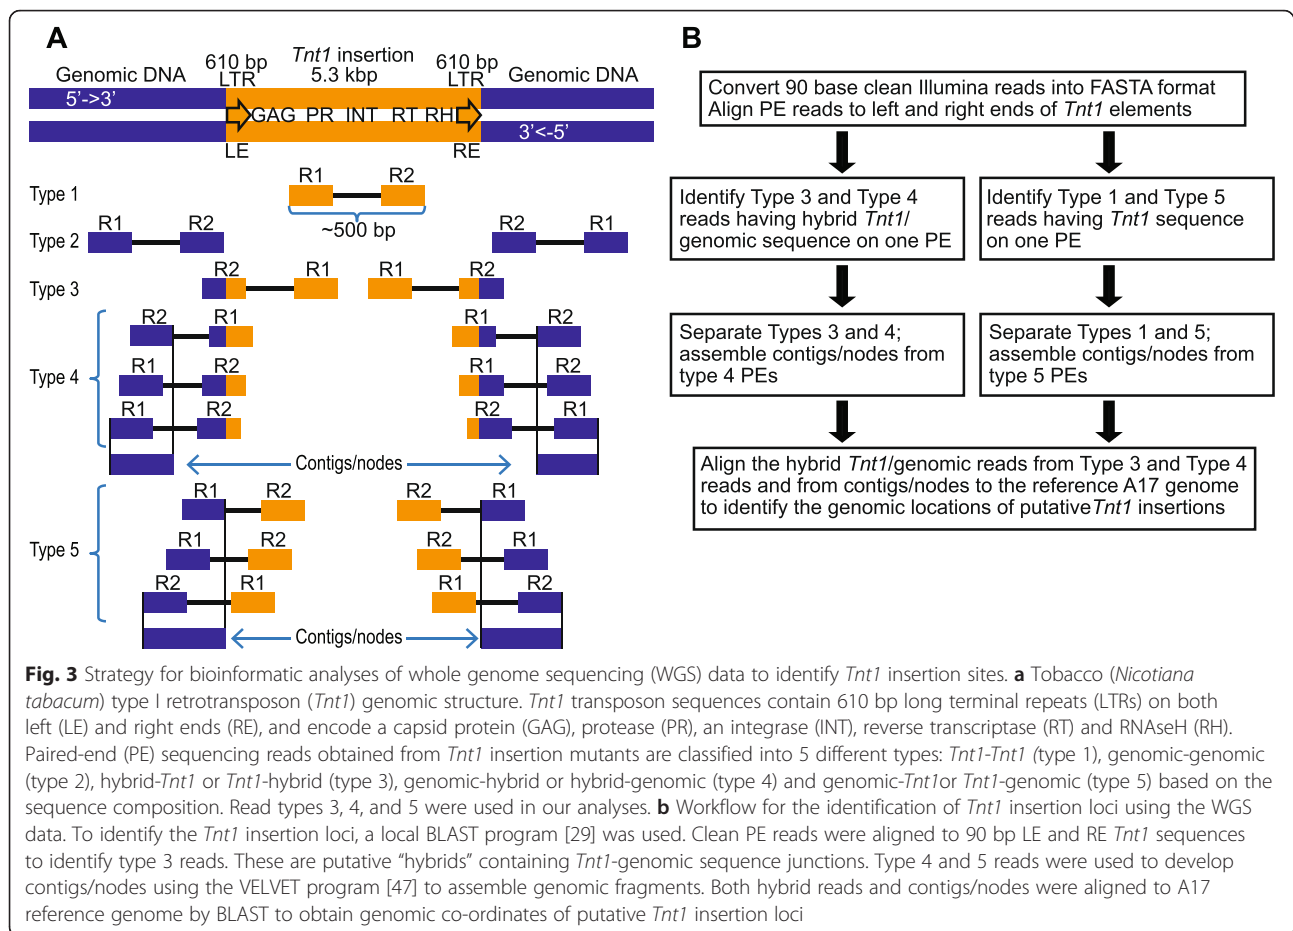 A
610 bp
LTR
Tnt1 insertion
5.3 kbp
610 bp
LTR
Genomic DNA
Genomic DNA
5'->3'
GAG PR INT RT RH
3'<-5'
LE
RE
Type 1
R1 R2
~500 bp
Type 2
R1 R2
R2 R1
Type 3
R2 R1
R1 R2
Type 4
R2 R1
R1 R2
R1 R2
R1 R2
R1 R2
R2 R1
Contigs/nodes
Type 5
R1 R2
R2 R1
R1 R2
R2 R1
R2 R1
R1 R2
Contigs/nodes
B
Convert 90 base clean Illumina reads into FASTA format
Align PE reads to left and right ends of Tnt1 elements
Identify Type 3 and Type 4
reads having hybrid Tnt1/
genomic sequence on one PE
Identify Type 1 and Type 5
reads having Tnt1 sequence
on one PE
Separate Types 3 and 4;
assemble contigs/nodes from
type 4 PEs
Separate Types 1 and 5;
assemble contigs/nodes from
type 5 PEs
Align the hybrid Tnt1/genomic reads from Type 3 and Type 4
reads and from contigs/nodes to the reference A17 genome
to identify the genomic locations of putative Tnt1 insertions
Fig. 3 Strategy for bioinformatic analyses of whole genome sequencing (WGS) data to identify Tnt1 insertion sites. a Tobacco (Nicotiana
tabacum) type I retrotransposon (Tnt1) genomic structure. Tnt1 transposon sequences contain 610 bp long terminal repeats (LTRs) on both
left (LE) and right ends (RE), and encode a capsid protein (GAG), protease (PR), an integrase (INT), reverse transcriptase (RT) and RNAseH (RH).
Paired-end (PE) sequencing reads obtained from Tnt1 insertion mutants are classified into 5 different types: Tnt1-Tnt1 (type 1), genomic-genomic
(type 2), hybrid-Tnt1 or Tnt1-hybrid (type 3), genomic-hybrid or hybrid-genomic (type 4) and genomic-Tnt1or Tnt1-genomic (type 5) based on the
sequence composition. Read types 3, 4, and 5 were used in our analyses. b Workflow for the identification of Tnt1 insertion loci using the WGS
data. To identify the Tnt1 insertion loci, a local BLAST program [29] was used. Clean PE reads were aligned to 90 bp LE and RE Tnt1 sequences
to identify type 3 reads. These are putative “hybrids” containing Tnt1-genomic sequence junctions. Type 4 and 5 reads were used to develop
contigs/nodes using the VELVET program [47] to assemble genomic fragments. Both hybrid reads and contigs/nodes were aligned to A17
reference genome by BLAST to obtain genomic co-ordinates of putative Tnt1 insertion loci